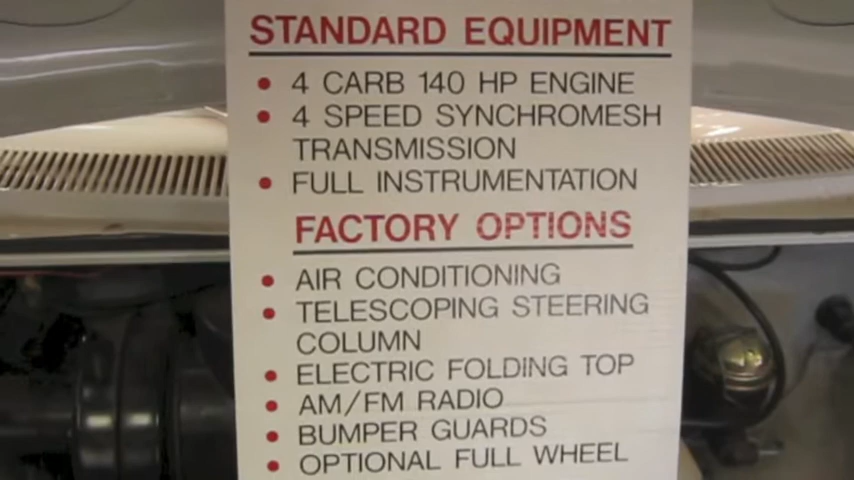 STANDARD EQUIPMENT
• 4 CARB 140 HP ENGINE
• 4 SPEED SYNCHROMESH
TRANSMISSION
• FULL INSTRUMENTATION
FACTORY OPTIONS
• AIR CONDITIONING
• TELESCOPING STEERING
COLUMN
• ELECTRIC FOLDING TOP
• AM/FM RADIO
• BUMPER GUARDS
• OPTIONAL FULL WHEEL